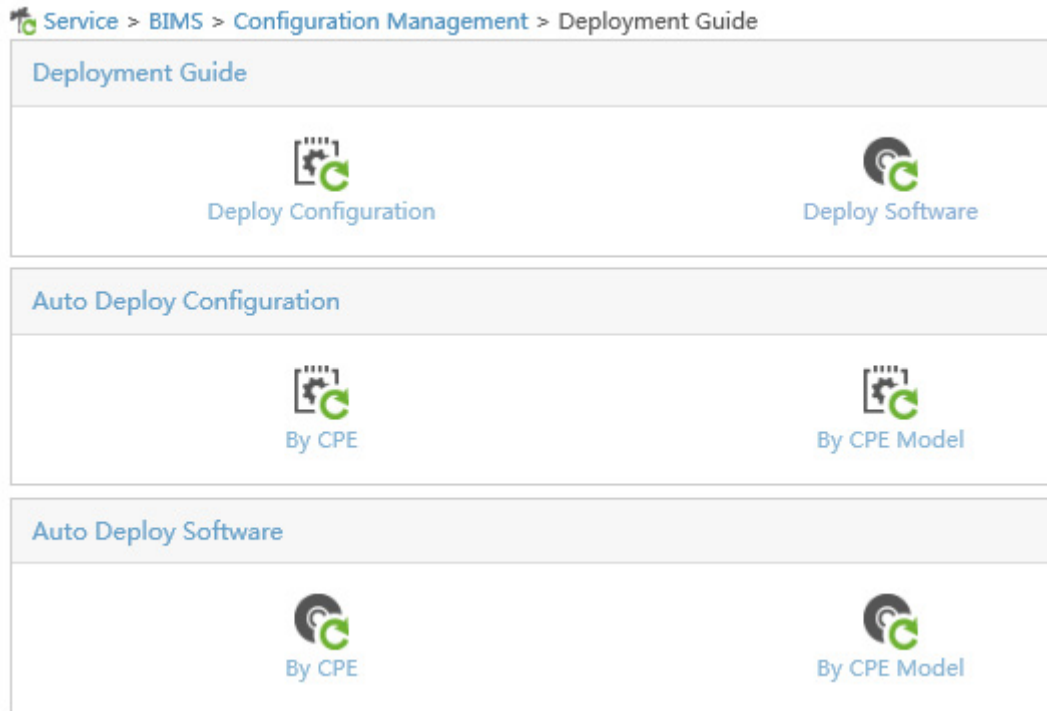 Service > BIMS > Configuration Management > Deployment Guide
Deployment Guide
Deploy Configuration
Deploy Software
Auto Deploy Configuration
By CPE
By CPE Model
Auto Deploy Software
By CPE
By CPE Model